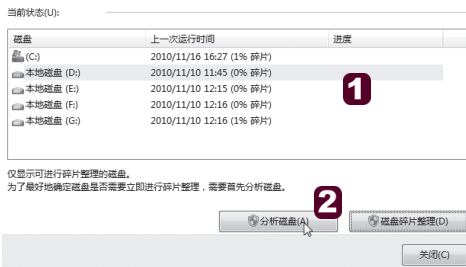 当前状态(U):
磁盘 上一次运行时间 进度
(C:) 2010/11/16 16:27 (1% 碎片)
本地磁盘 (D:) 2010/11/10 11:45 (0% 碎片)
本地磁盘 (E:) 2010/11/10 12:15 (0% 碎片)
本地磁盘 (F:) 2010/11/10 12:16 (0% 碎片)
本地磁盘 (G:) 2010/11/10 12:16 (1% 碎片)
1
仅显示可进行碎片整理的磁盘。
为了最好地确定磁盘是否需要立即进行碎片整理，需要首先分析磁盘。
2
分析磁盘(A) 磁盘碎片整理(D)
关闭(C)